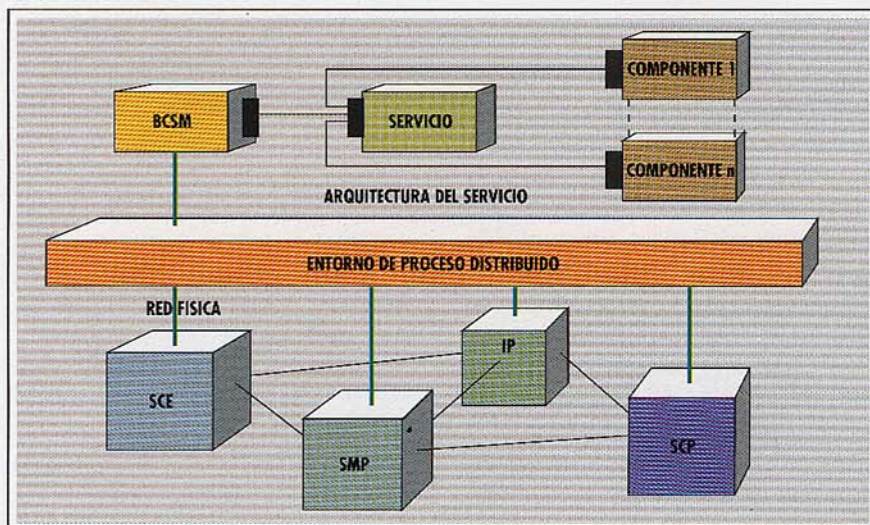 COMPONENTE 1
BCSM
SERVICIO
COMPONENTE n
ARQUITECTURA DEL SERVICIO
ENTORNO DE PROCESO DISTRIBUIDO
RED FISICA
IP
SCE
SMP
SCP